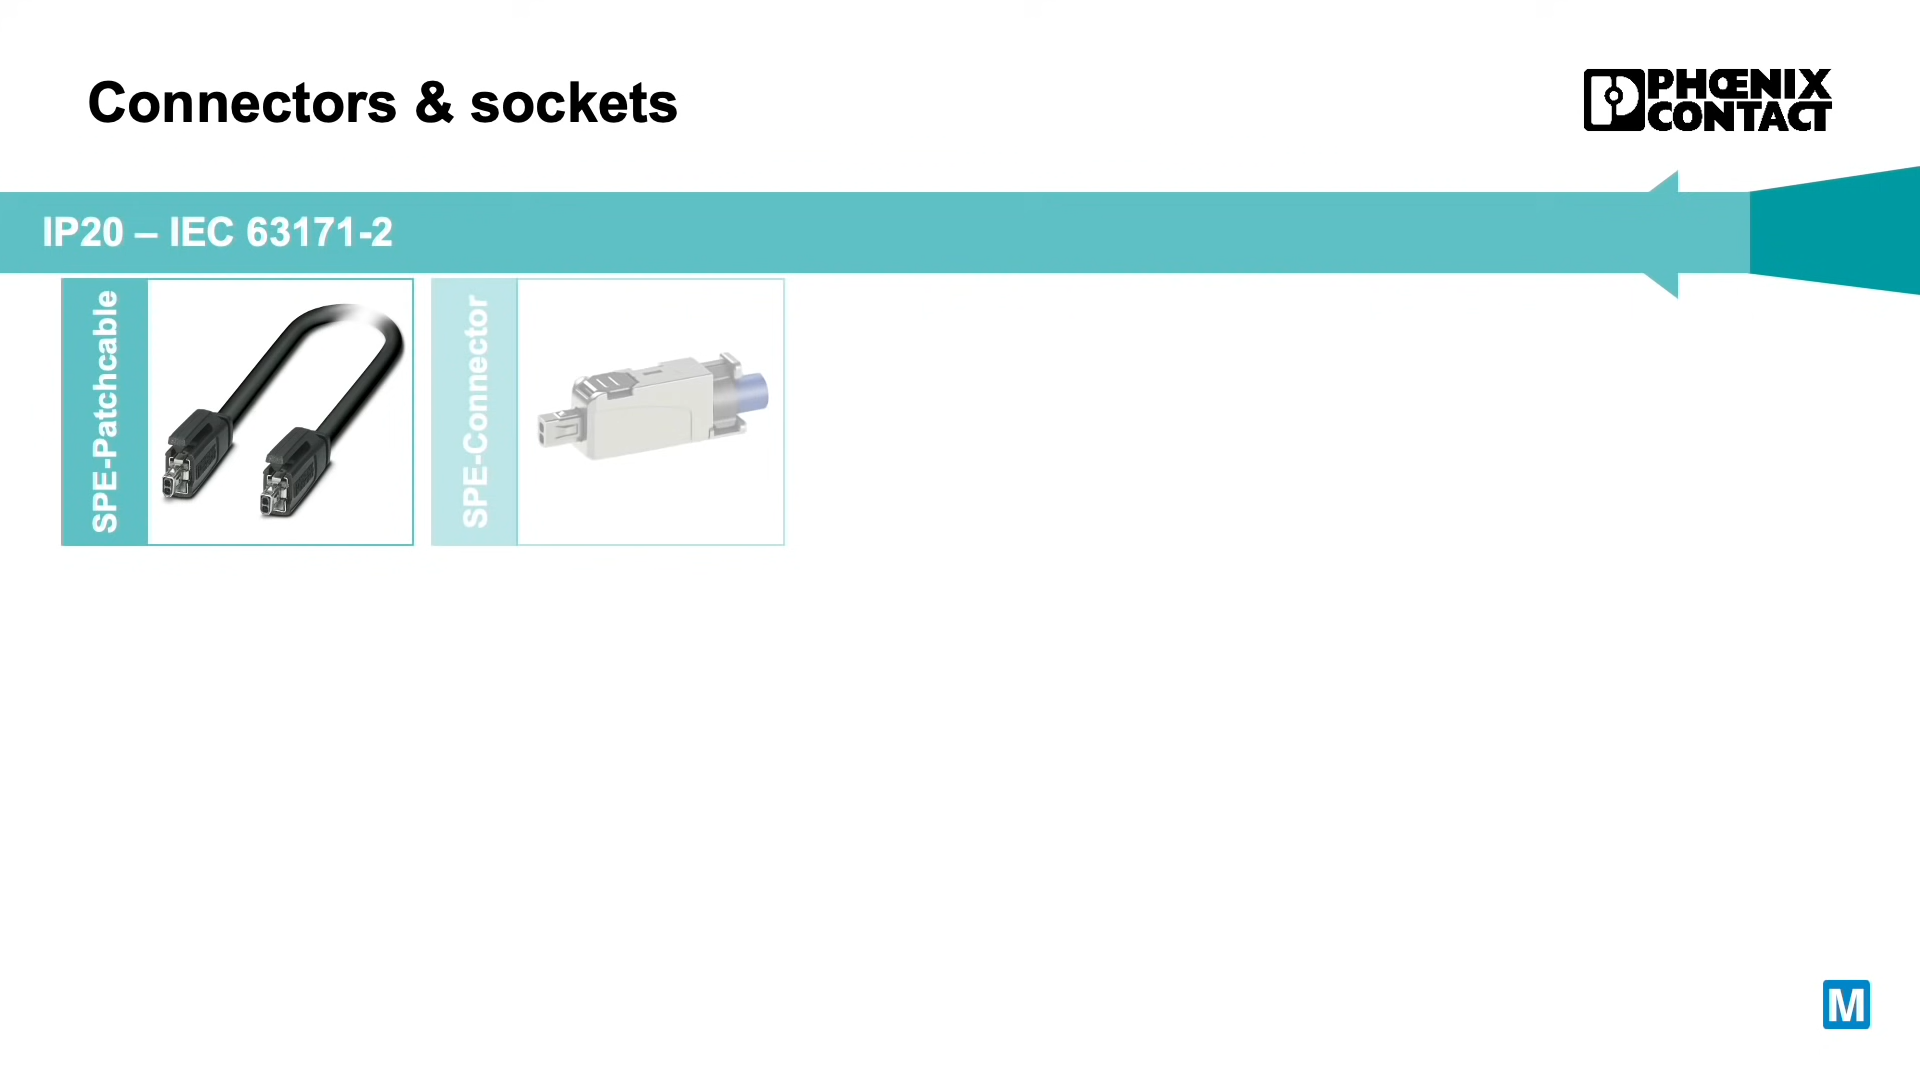 Connectors & sockets
PHŒNIX
CONTACT
IP20 – IEC 63171-2
SPE-Patchcable
SPE-Connector
M